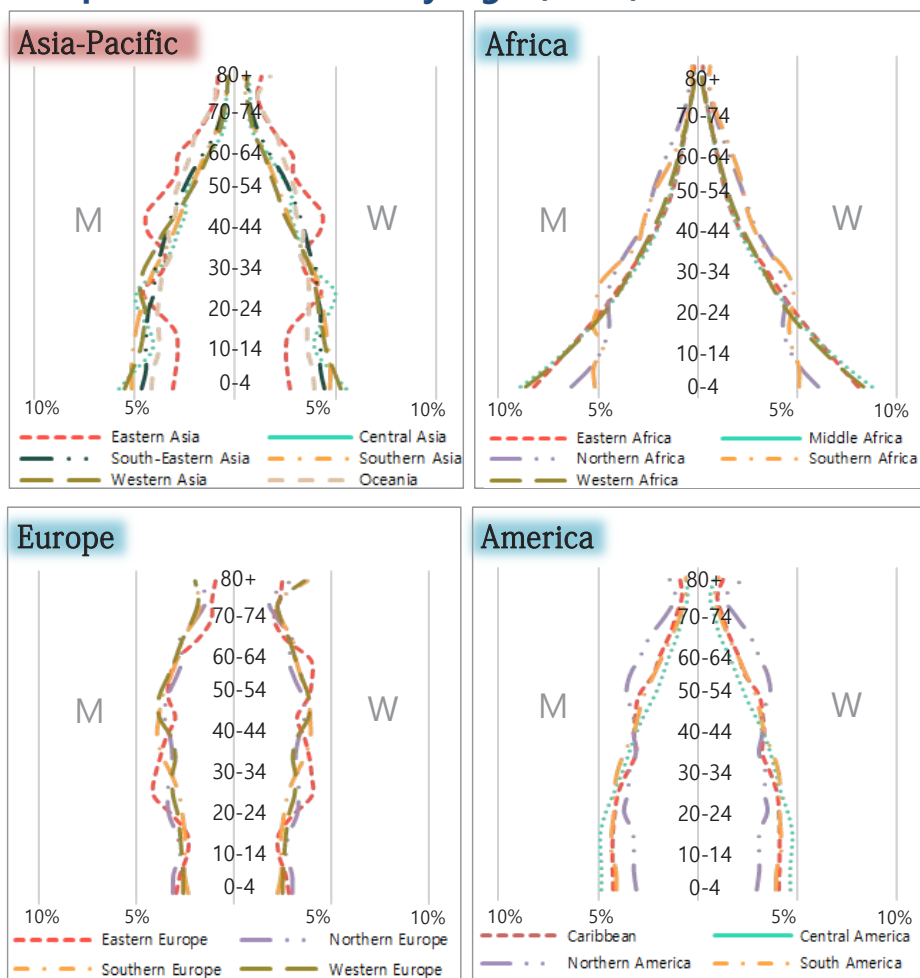 Asia-Pacific
80+
70-74
60-64
50-54
M
W
40-44
30-34
20-24
10-14
0-4
10%
5%
5%
10%
Eastern Asia
Central Asia
South-Eastern Asia
Southern Asia
Western Asia
Oceania
Africa
80+
70-74
60-64
50-54
M
W
40-44
30-34
20-24
10-14
0-4
10%
5%
5%
10%
Eastern Africa
Middle Africa
Northern Africa
Southern Africa
Western Africa
Europe
80+
70-74
60-64
50-54
M
W
40-44
30-34
20-24
10-14
0-4
10%
5%
5%
10%
Eastern Europe
Northern Europe
Southern Europe
Western Europe
America
80+
70-74
60-64
50-54
M
W
40-44
30-34
20-24
10-14
0-4
10%
5%
5%
10%
Caribbean
Central America
Northern America
South America